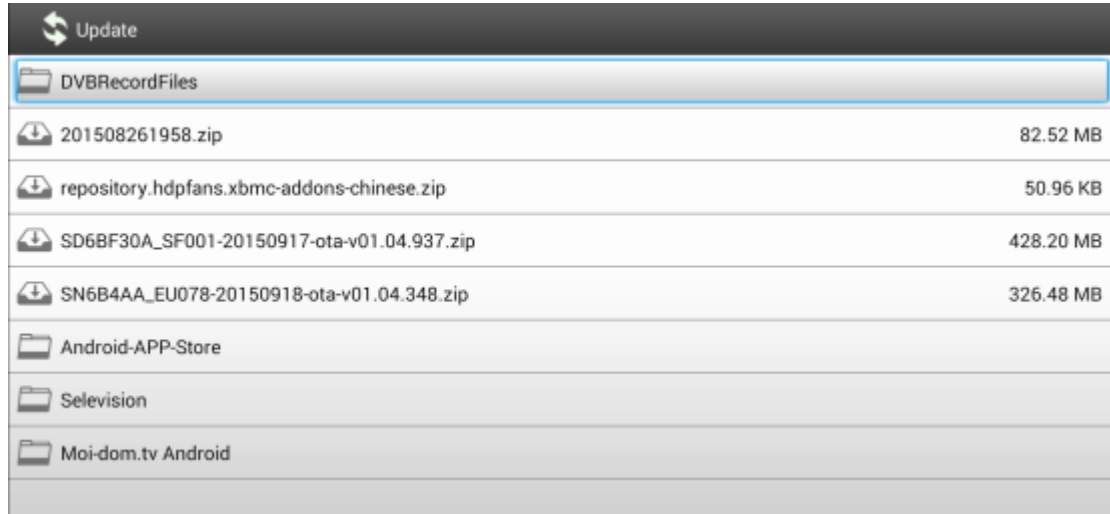 Update
DVBRecordFiles
201508261958.zip 82.52 MB
repository.hdpfans.xbmc-addons-chinese.zip 50.96 KB
SD6BF30A_SF001-20150917-ota-v01.04.937.zip 428.20 MB
SN6B4AA_EU078-20150918-ota-v01.04.348.zip 326.48 MB
Android-APP-Store
Selevision
Moi-dom.tv Android